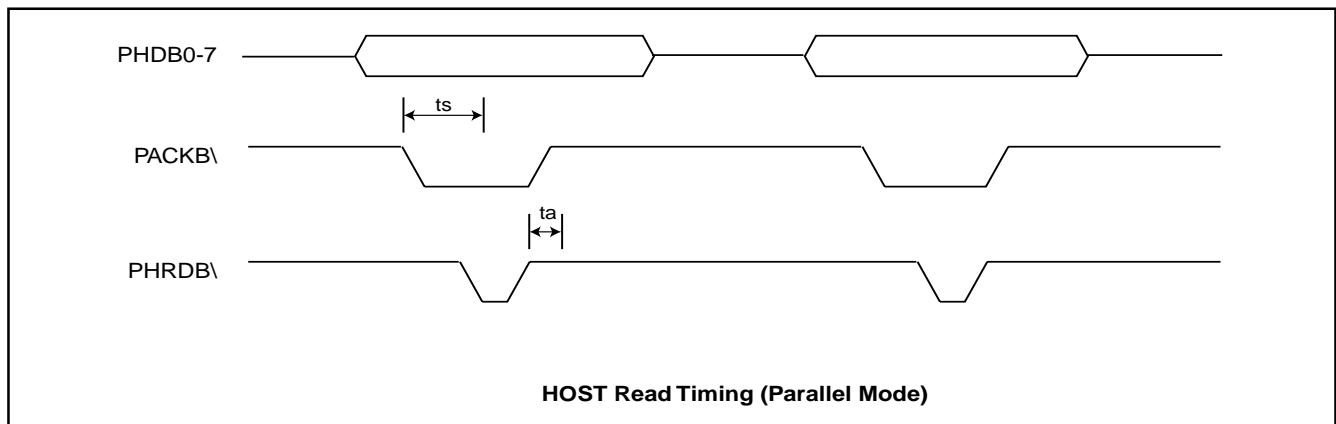 PHDB0-7
ts
PACKB\
ta
PHRDB\
HOST Read Timing (Parallel Mode)